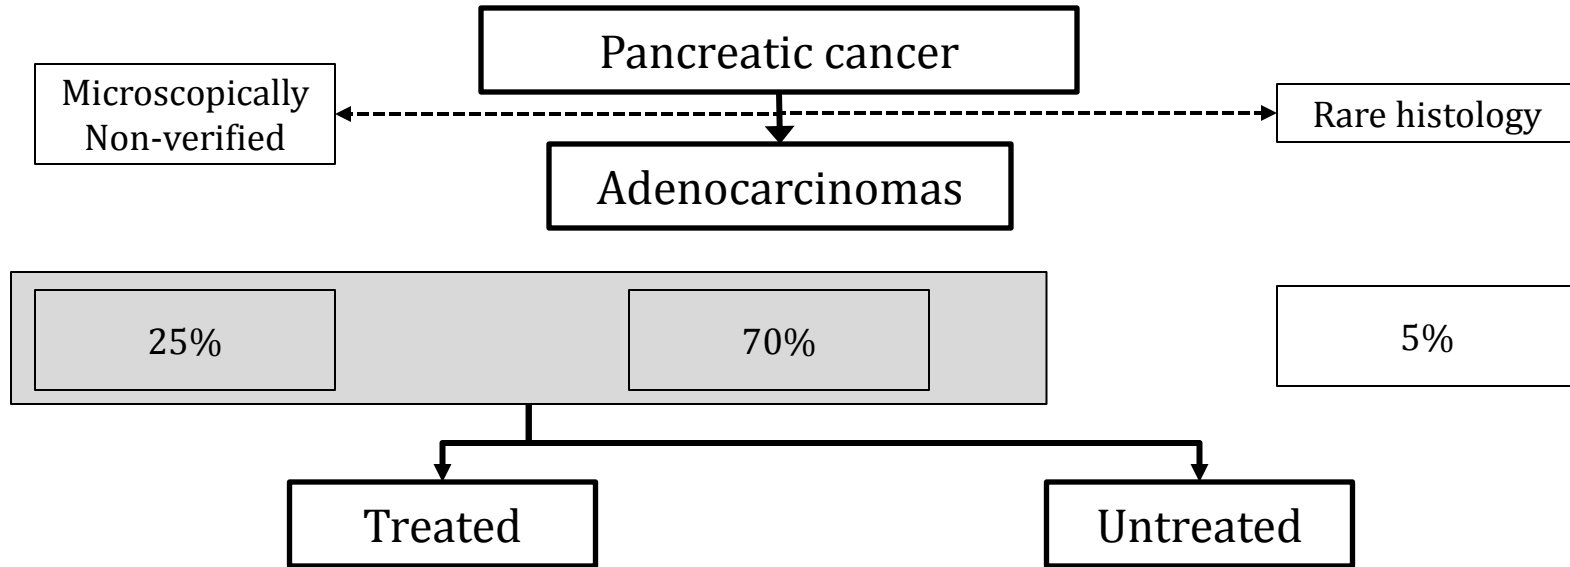 Pancreatic cancer
Microscopically
Non-verified
Rare histology
Adenocarcinomas
25%
70%
5%
Treated
Untreated